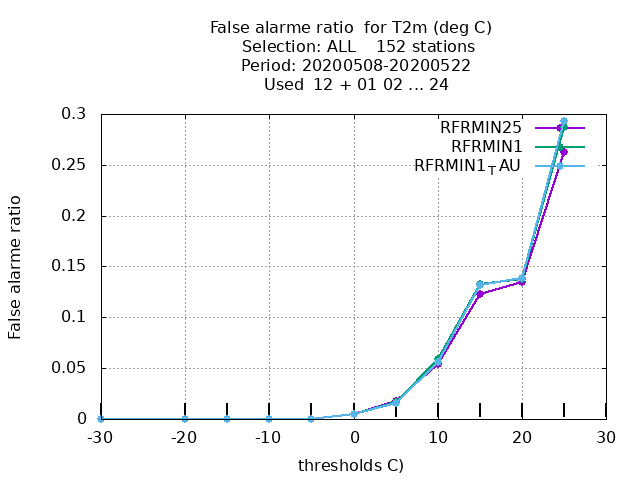 False alarme ratio  for T2m (deg C)
Selection: ALL    152 stations
Period: 20200508-20200522
Used  12 + 01 02 ... 24
RFRMIN25
RFRMIN1
RFRMIN1TAU
0.3
0.25
0.2
0.15
0.1
0.05
0
False alarme ratio
-30 -20 -10 0 10 20 30
thresholds C)